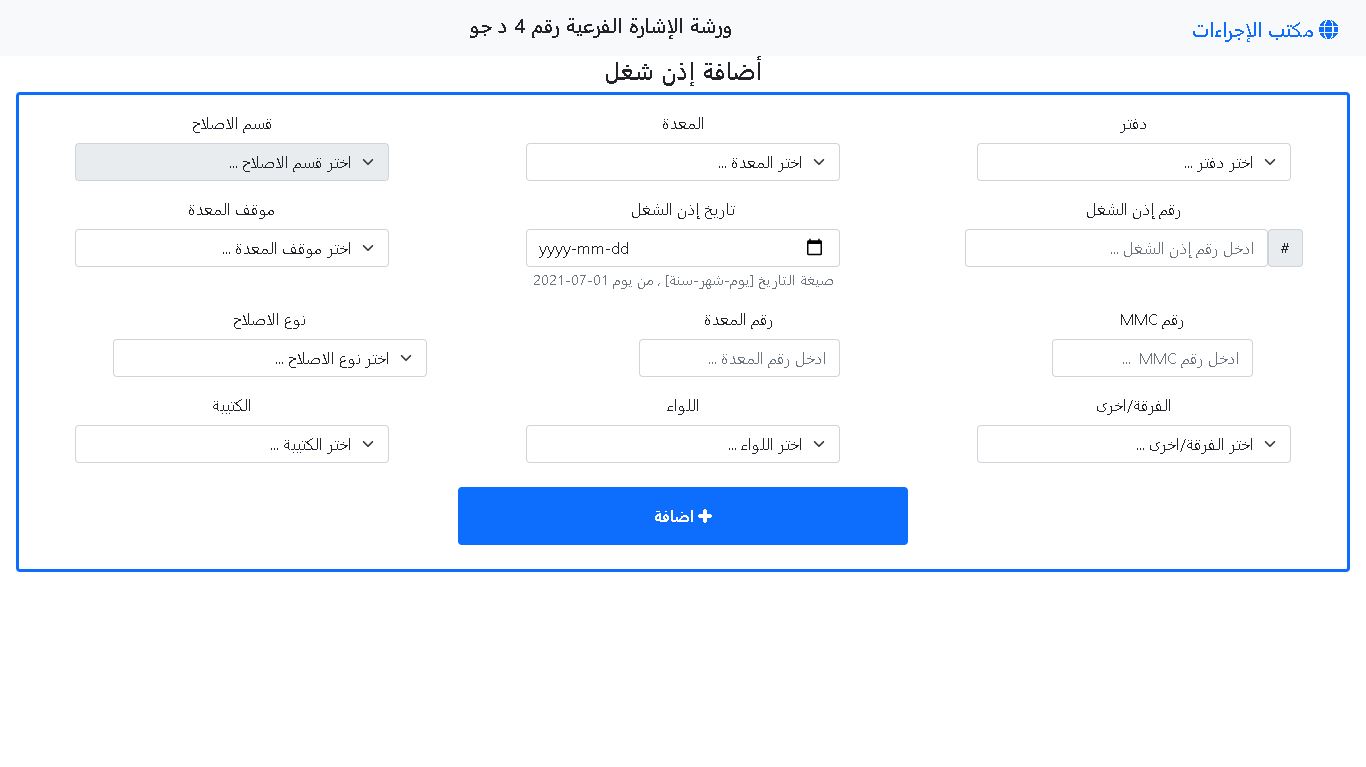 مكتب الإجراءات
ورشة الإشارة الفرعية رقم 4 د جو
أضافة إذن شغل
دفتر
المعدة
قسم الاصلاح
اختر دفتر ...
اختر المعدة ...
اختر قسم الاصلاح ...
رقم إذن الشغل
تاريخ إذن الشغل
موقف المعدة
# ادخل رقم إذن الشغل ...
yyyy-mm-dd
اختر موقف المعدة ...
صيغة التاريخ [يوم-شهر-سنة] , من يوم 01-07-2021
رقم MMC
رقم المعدة
نوع الاصلاح
ادخل رقم MMC ...
ادخل رقم المعدة ...
اختر نوع الاصلاح ...
الفرقة/اخرى
اللواء
الكتيبة
اختر الفرقة/اخرى ...
اختر اللواء ...
اختر الكتيبة ...
اضافة